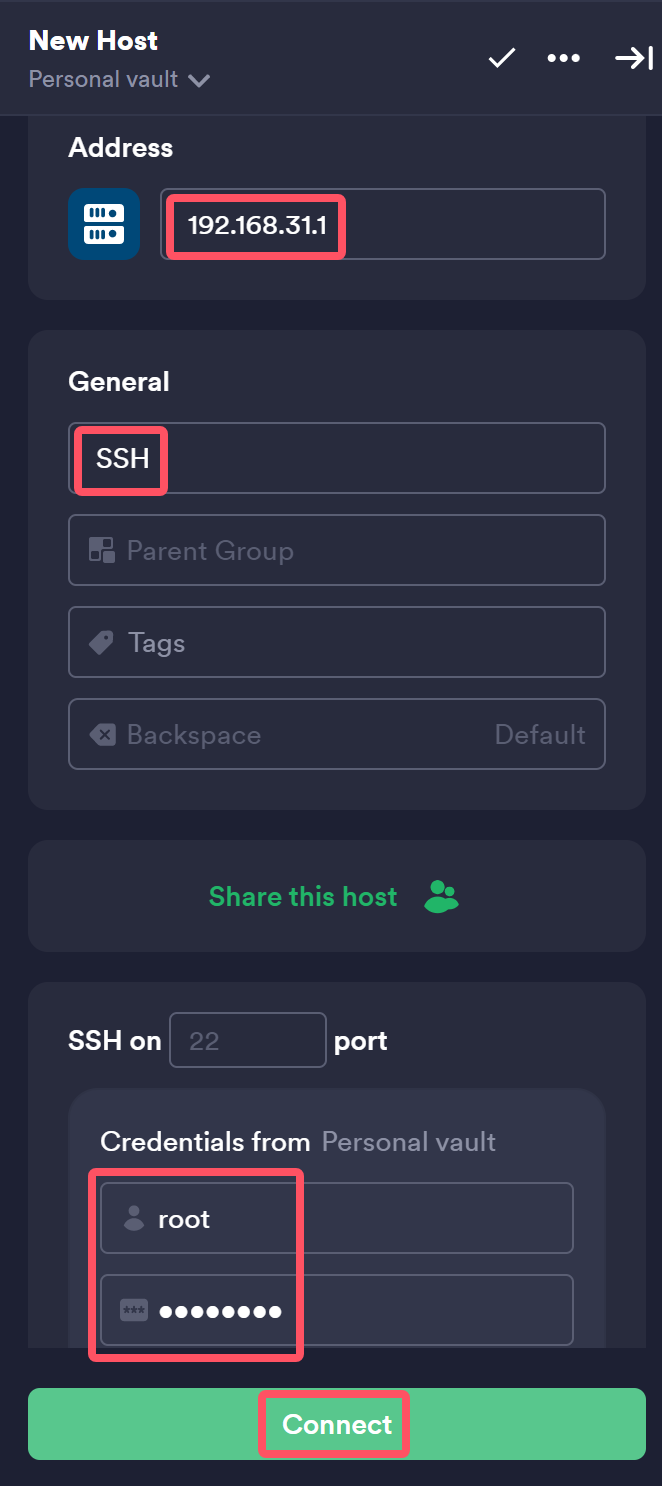 New Host
Personal vault
Address
192.168.31.1
General
SSH
Parent Group
Tags
Backspace Default
Share this host
SSH on 22 port
Credentials from Personal vault
root
***
●●●●●●●●
Connect